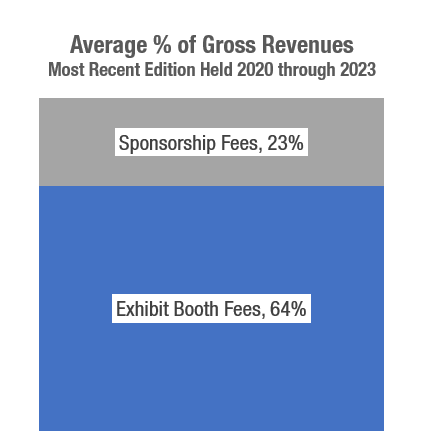 Average % of Gross Revenues
Most Recent Edition Held 2020 through 2023
Sponsorship Fees, 23%
Exhibit Booth Fees, 64%